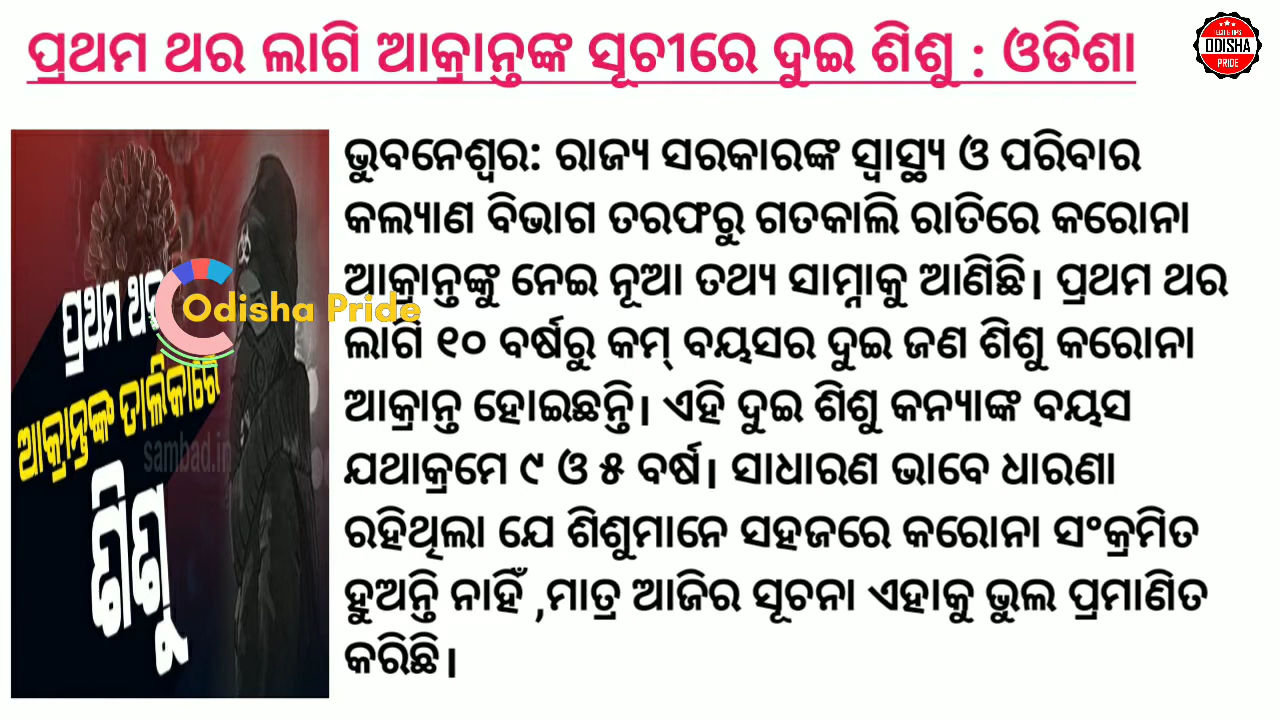 ପ୍ରଥମ ଥର ଲାଗି ଆକ୍ରାନ୍ତଙ୍କ ସୂଚୀରେ ଦୁଇ ଶିଶୁ : ଓଡିଶା
ODISHA
PRIDE
ଭୁବନେଶ୍ୱର: ରାଜ୍ୟ ସରକାରଙ୍କ ସ୍ୱାସ୍ଥ୍ୟ ଓ ପରିବାର
କଲ୍ୟାଣ ବିଭାଗ ତରଫରୁ ଗତକାଲି ରାତିରେ କରୋନା
ଆକ୍ରାନ୍ତଙ୍କୁ ନେଇ ନୂଆ ତଥ୍ୟ ସାମ୍ନାକୁ ଆଣିଛି। ପ୍ରଥମ ଥର
ଲାଗି ୧୦ ବର୍ଷରୁ କମ୍ ବୟସର ଦୁଇ ଜଣ ଶିଶୁ କରୋନା
ଆକ୍ରାନ୍ତ ହୋଇଛନ୍ତି। ଏହି ଦୁଇ ଶିଶୁ କନ୍ୟାଙ୍କ ବୟସ
ଯଥାକ୍ରମେ ୯ ଓ ୫ ବର୍ଷ। ସାଧାରଣ ଭାବେ ଧାରଣା
ରହିଥିଲା ଯେ ଶିଶୁମାନେ ସହଜରେ କରୋନା ସଂକ୍ରମିତ
ହୁଅନ୍ତି ନାହିଁ ,ମାତ୍ର ଆଜିର ସୂଚନା ଏହାକୁ ଭୁଲ ପ୍ରମାଣିତ
କରିଛି।
ପ୍ରଥମ ଥର
Odisha Pride
ଆକ୍ରାନ୍ତଙ୍କ ତାଲିକାରେ
sambad.in
ଶିଶୁ